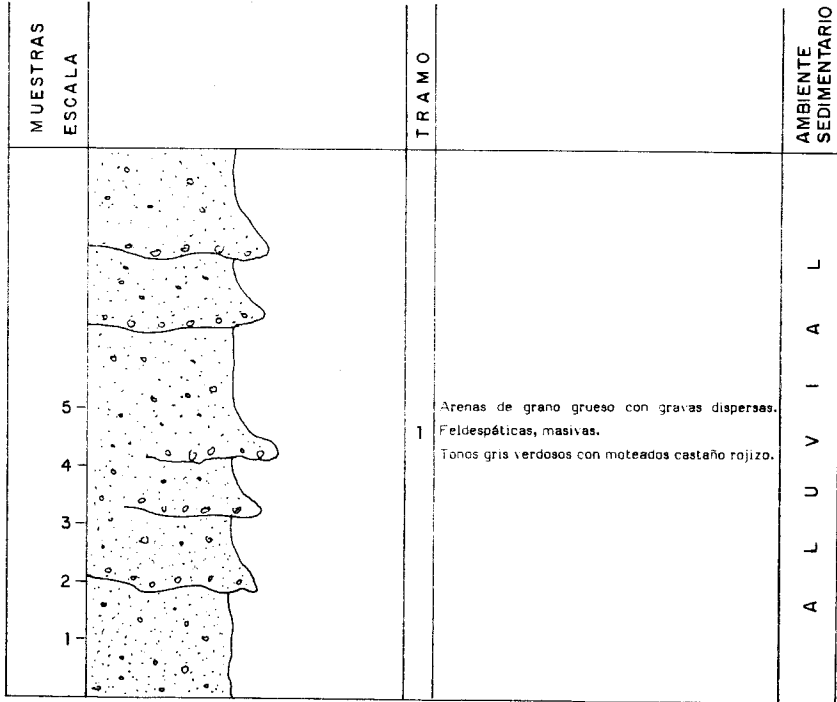 MUESTRAS
ESCALA
TRAMO
AMBIENTE
SEDIMENTARIO
5
4
3
2
1
1
Arenas de grano grueso con gravas dispersas.
Feldespáticas, masivas.
Tonos gris verdosos con moteados castaño rojizo.
ALUVIAL